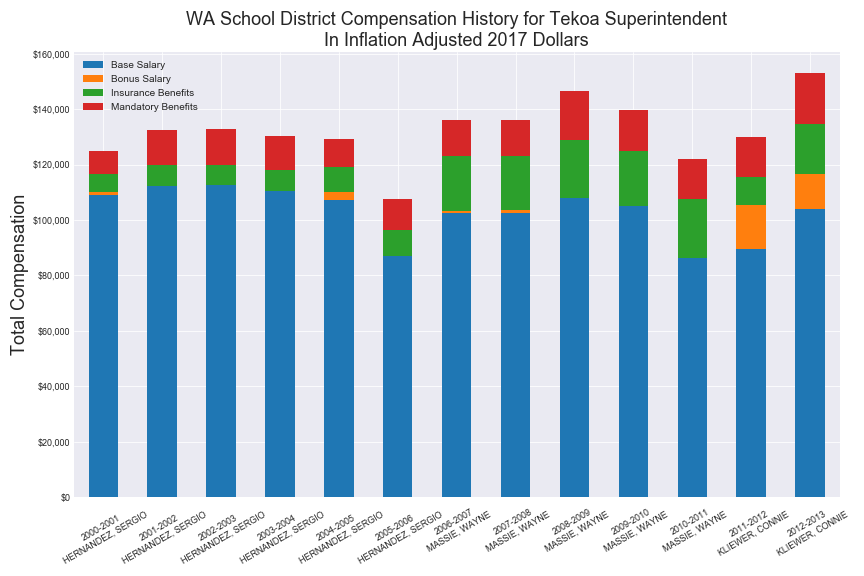 WA School District Compensation History for Tekoa Superintendent
In Inflation Adjusted 2017 Dollars
Base Salary
Bonus Salary
Insurance Benefits
Mandatory Benefits
Total Compensation
$160,000
$140,000
$120,000
$100,000
$80,000
$60,000
$40,000
$20,000
$0
2000-2001
HERNANDEZ, SERGIO
2001-2002
HERNANDEZ, SERGIO
2002-2003
HERNANDEZ, SERGIO
2003-2004
HERNANDEZ, SERGIO
2004-2005
HERNANDEZ, SERGIO
2005-2006
HERNANDEZ, SERGIO
2006-2007
MASSIE, WAYNE
2007-2008
MASSIE, WAYNE
2008-2009
MASSIE, WAYNE
2009-2010
MASSIE, WAYNE
2010-2011
MASSIE, WAYNE
2011-2012
KLIEWER, CONNIE
2012-2013
KLIEWER, CONNIE